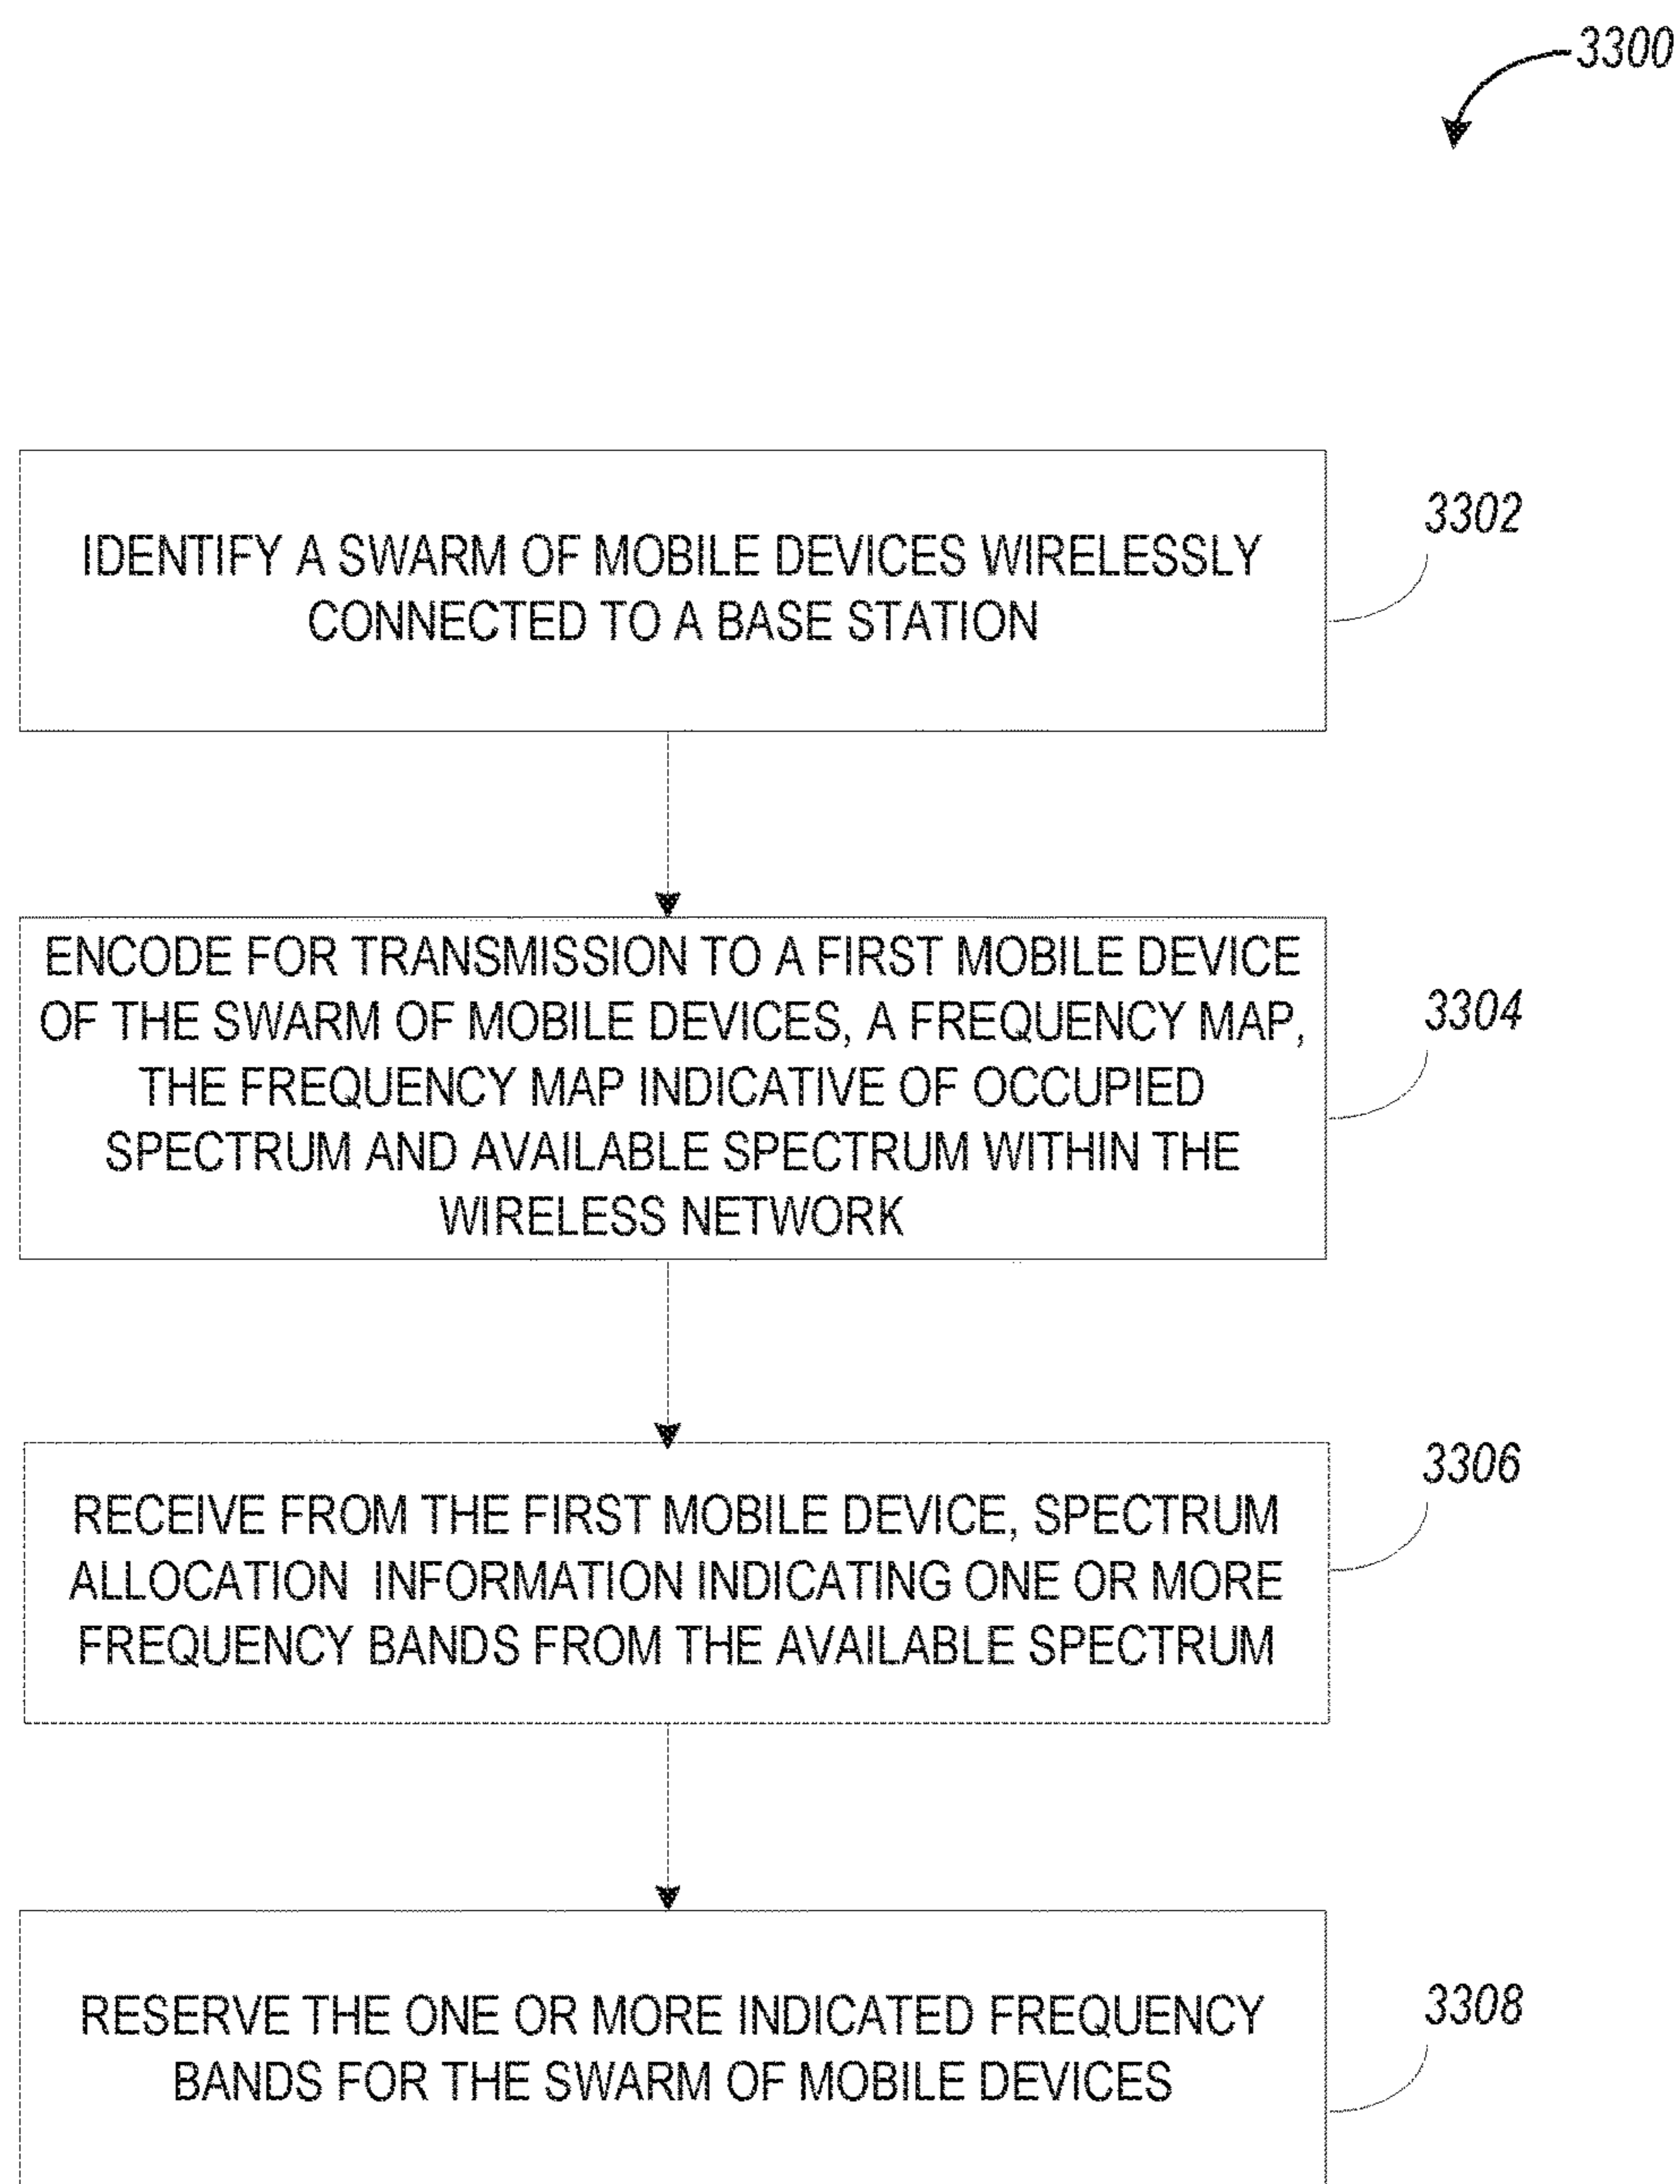 3300
IDENTIFY A SWARM OF MOBILE DEVICES WIRELESSLY
CONNECTED TO A BASE STATION
3302
ENCODE FOR TRANSMISSION TO A FIRST MOBILE DEVICE
OF THE SWARM OF MOBILE DEVICES, A FREQUENCY MAP,
THE FREQUENCY MAP INDICATIVE OF OCCUPIED
SPECTRUM AND AVAILABLE SPECTRUM WITHIN THE
WIRELESS NETWORK
3304
RECEIVE FROM THE FIRST MOBILE DEVICE, SPECTRUM
ALLOCATION INFORMATION INDICATING ONE OR MORE
FREQUENCY BANDS FROM THE AVAILABLE SPECTRUM
3306
RESERVE THE ONE OR MORE INDICATED FREQUENCY
BANDS FOR THE SWARM OF MOBILE DEVICES
3308